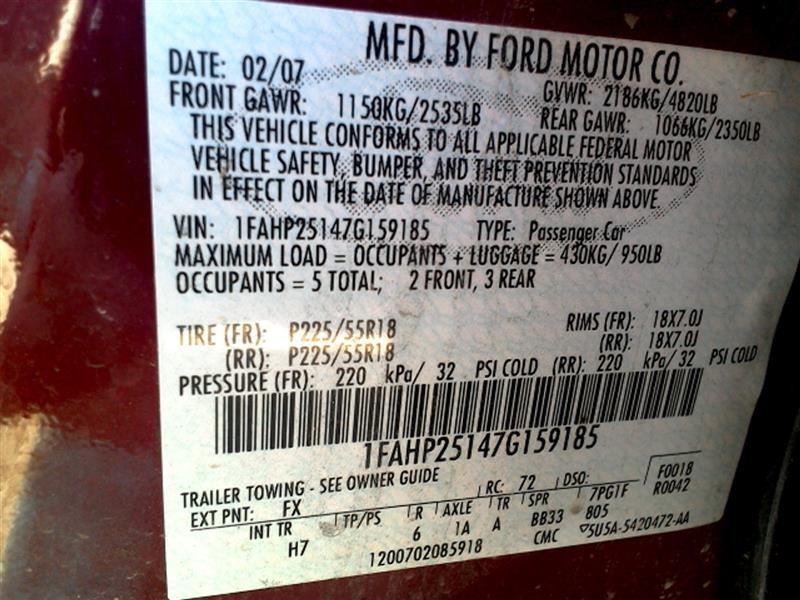 MFD. BY FORD MOTOR CO.
DATE: 02/07 GVWR: 2186KG/4820LB
FRONT GAWR: 1150KG/2535LB REAR GAWR: 1066KG/2350LB
THIS VEHICLE CONFORMS TO ALL APPLICABLE FEDERAL MOTOR
VEHICLE SAFETY, BUMPER, AND THEFT PREVENTION STANDARDS
IN EFFECT ON THE DATE OF MANUFACTURE SHOWN ABOVE.
VIN: 1FAHP25147G159185 TYPE: Passenger Car
MAXIMUM LOAD = OCCUPANTS + LUGGAGE = 430KG/ 950LB
OCCUPANTS = 5 TOTAL; 2 FRONT, 3 REAR
TIRE (FR): P225/55R18 RIMS (FR): 18X7.0J
(RR): P225/55R18 (RR): 18X7.0J
PRESSURE (FR): 220 kPa/ 32 PSI COLD (RR): 220 kPa/ 32 PSI COLD
1FAHP25147G159185
TRAILER TOWING - SEE OWNER GUIDE
EXT PNT: FX RC: 72 DSO: F0018
INT TR TP/PS R AXLE TR SPR 7PG1F R0042
H7 6 1A A BB33 805
1200702085918 CMC 5U5A-5420472-AA